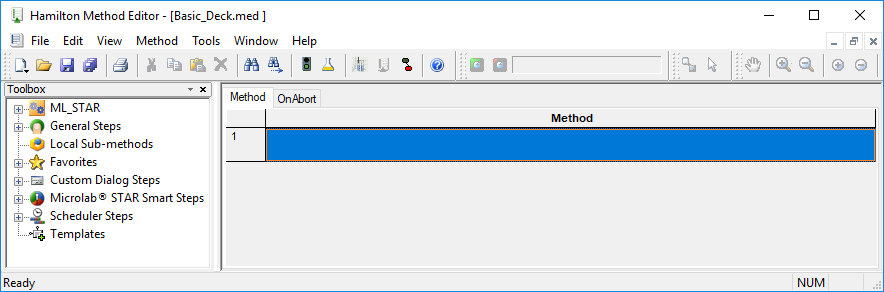 Hamilton Method Editor - [Basic_Deck.med ]
File Edit View Method Tools Window Help
Toolbox
ML_STAR
General Steps
Local Sub-methods
Favorites
Custom Dialog Steps
Microlab® STAR Smart Steps
Scheduler Steps
Templates
Method OnAbort
Method
1
Ready NUM